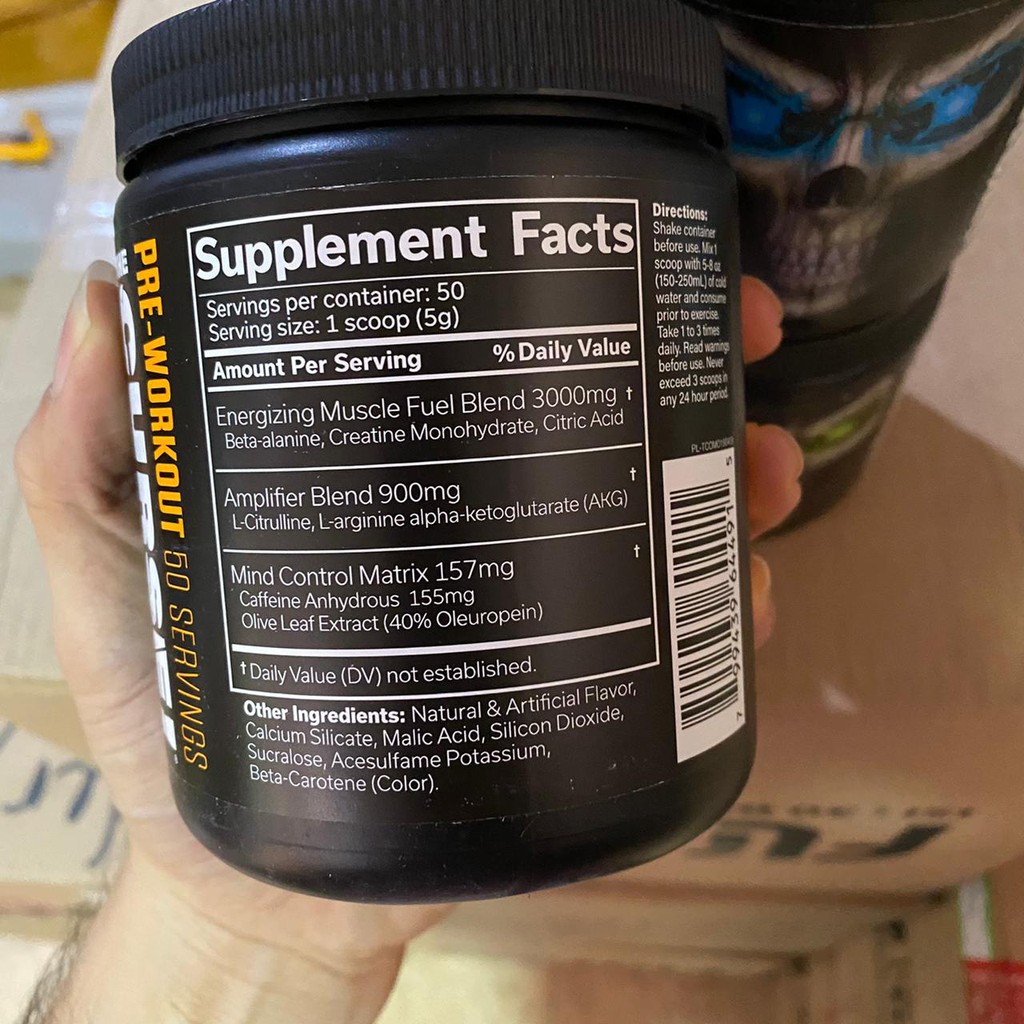 PRE-WORKOUT 50 SERVINGS
Supplement Facts
Servings per container: 50
Serving size: 1 scoop (5g)
Amount Per Serving %Daily Value
Energizing Muscle Fuel Blend 3000mg †
Beta-alanine, Creatine Monohydrate, Citric Acid
Amplifier Blend 900mg †
L-Citrulline, L-arginine alpha-ketoglutarate (AKG)
Mind Control Matrix 157mg †
Caffeine Anhydrous 155mg
Olive Leaf Extract (40% Oleuropein)
† Daily Value (DV) not established.
Other Ingredients: Natural & Artificial Flavor,
Calcium Silicate, Malic Acid, Silicon Dioxide,
Sucralose, Acesulfame Potassium,
Beta-Carotene (Color).
Directions:
Shake container
before use. Mix 1
scoop with 5-8 oz
(150-250mL) of cold
water and consume
prior to exercise.
Take 1 to 3 times
daily. Read warnings
before use. Never
exceed 3 scoops in
any 24 hour period.